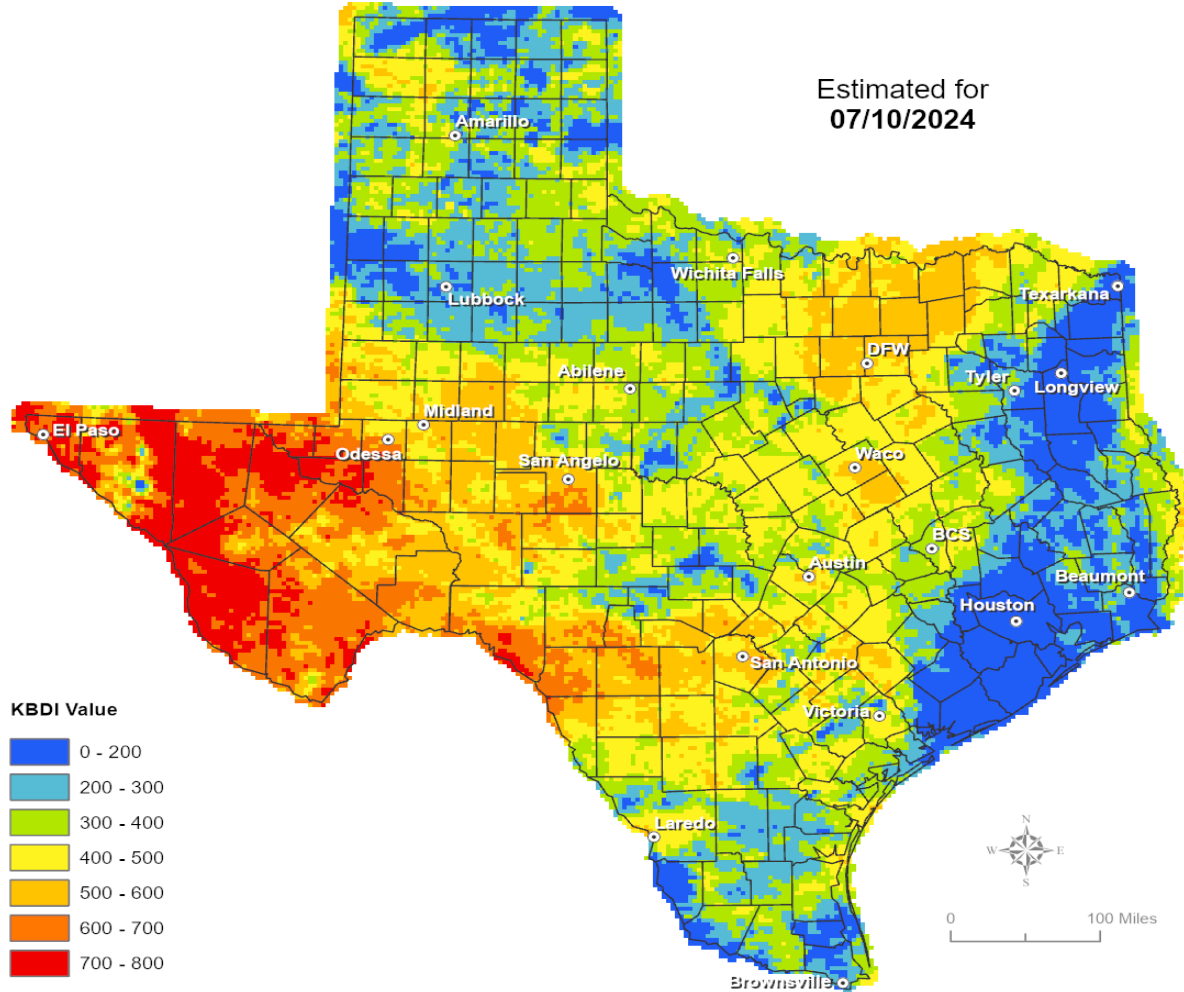 Estimated for
07/10/2024
Amarillo
Wichita Falls
Lubbock
Texarkana
DFW
Abilene
Tyler
Longview
Midland
El Paso
Odessa
San Angelo
Waco
BCS
Austin
Beaumont
Houston
San Antonio
Victoria
Laredo
Brownsville
KBDI Value
0 - 200
200 - 300
300 - 400
400 - 500
500 - 600
600 - 700
700 - 800
N
W E
S
0 100 Miles